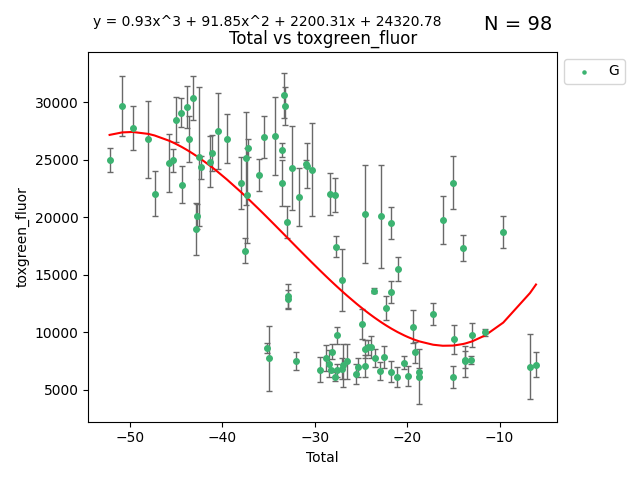 y = 0.93x^3 + 91.85x^2 + 2200.31x + 24320.78
N = 98
Total vs toxgreen_fluor
G
toxgreen_fluor
30000
25000
20000
15000
10000
5000
−50
−40
−30
−20
−10
Total